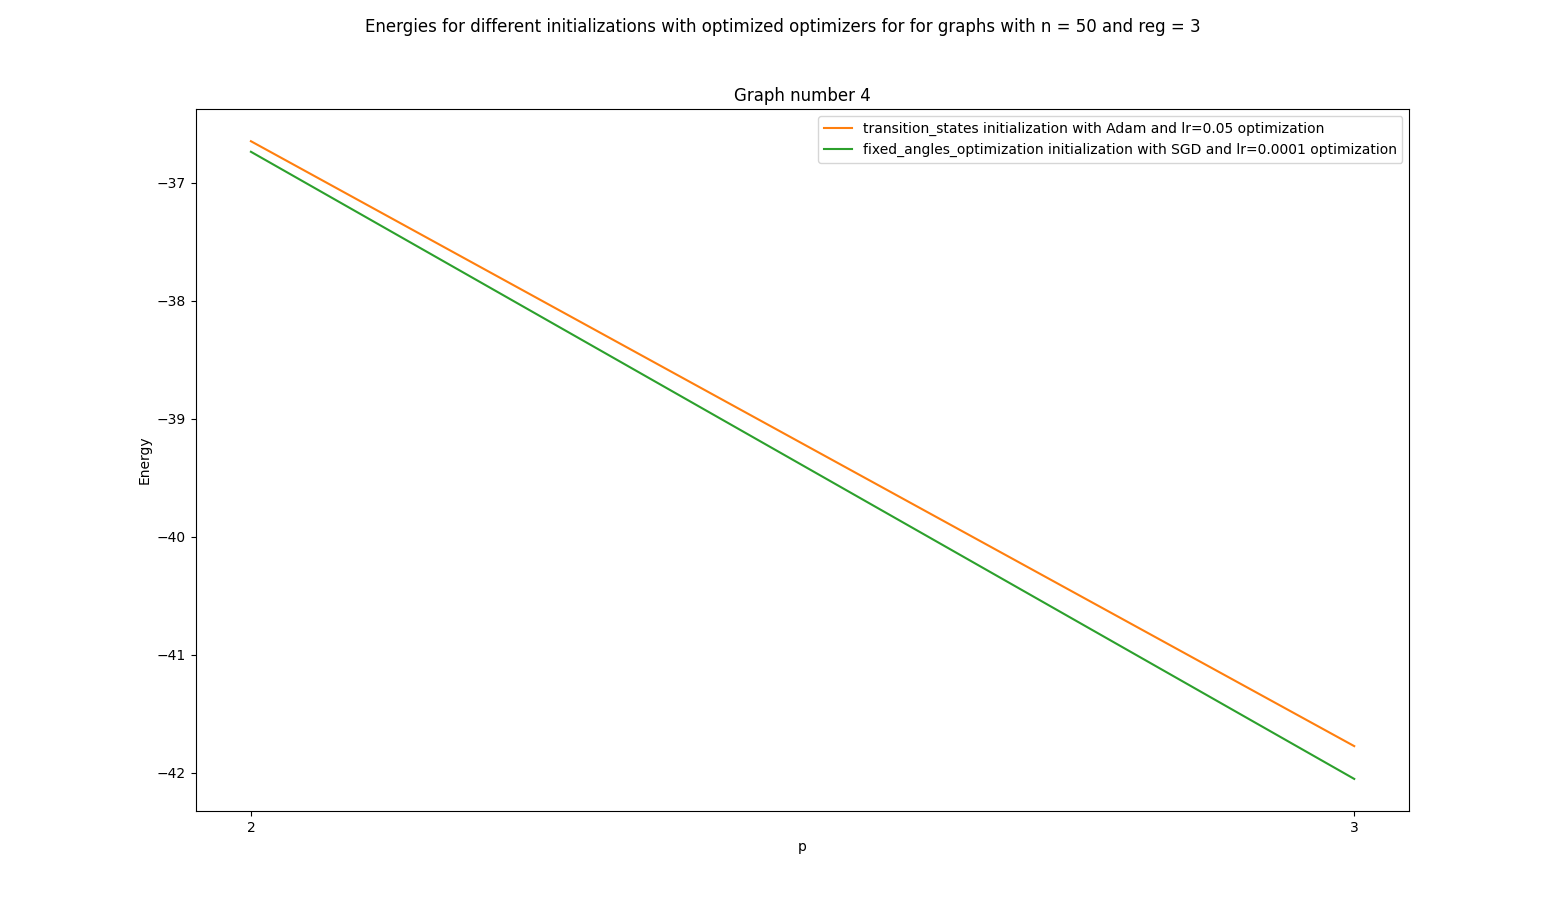 Energies for different initializations with optimized optimizers for for graphs with n = 50 and reg = 3
Graph number 4
transition_states initialization with Adam and lr=0.05 optimization
fixed_angles_optimization initialization with SGD and lr=0.0001 optimization
Energy
−37
−38
−39
−40
−41
−42
2
3
p